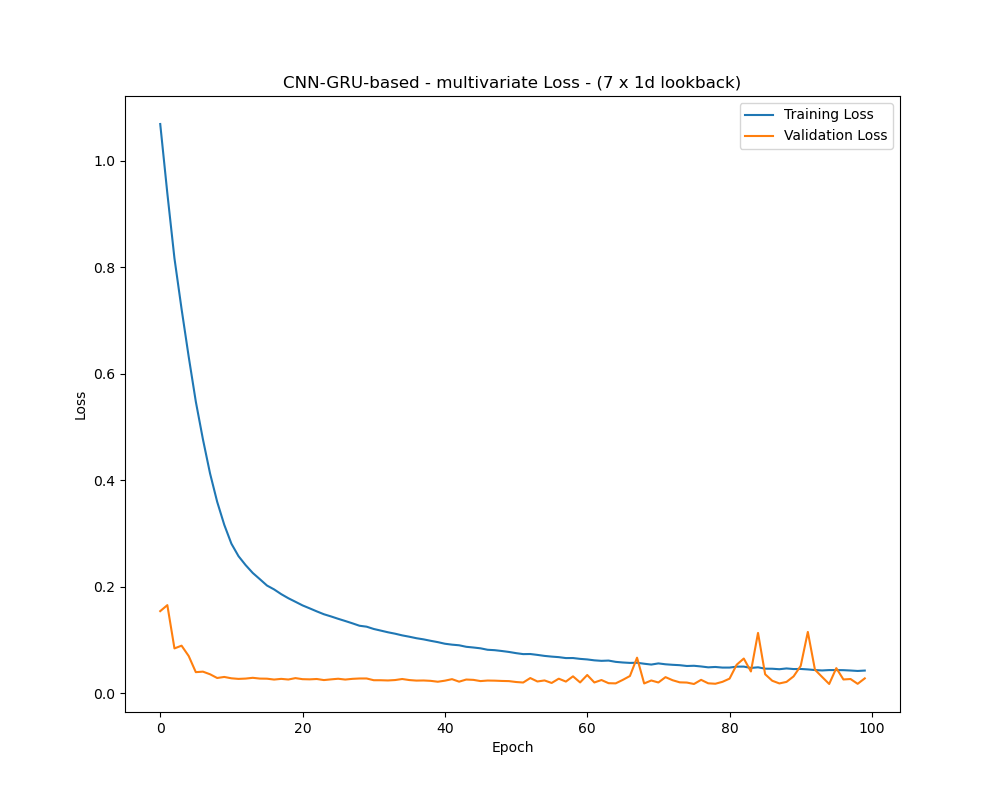 CNN-GRU-based - multivariate Loss - (7 x 1d lookback)
Training Loss
Validation Loss
1.0
0.8
0.6
0.4
0.2
0.0
Loss
0 20 40 60 80 100
Epoch